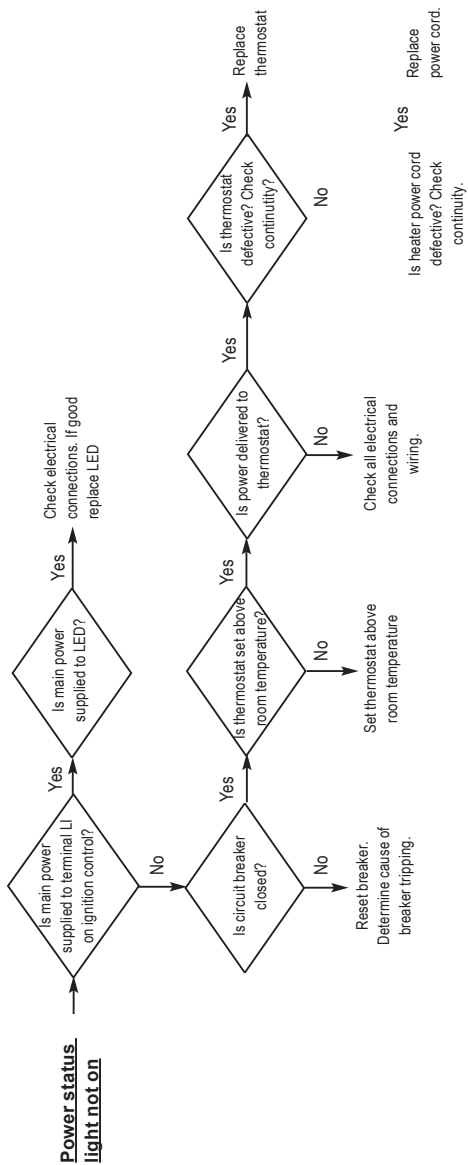 Power status
light not on
Is main power
supplied to terminal LI
on ignition control?
Yes
Is main power
supplied to LED?
Yes
Check electrical
connections. If good
replace LED
No
Is circuit breaker
closed?
No
Reset breaker.
Determine cause of
breaker tripping.
Yes
Is thermostat set above
room temperature?
No
Set thermostat above
room temperature
Yes
Is power delivered to
thermostat?
No
Check all electrical
connections and
wiring.
Yes
Is thermostat
defective? Check
continutity?
Yes
Replace
thermostat
No
Is heater power cord
defective? Check
continuity.
Yes
Replace
power cord.